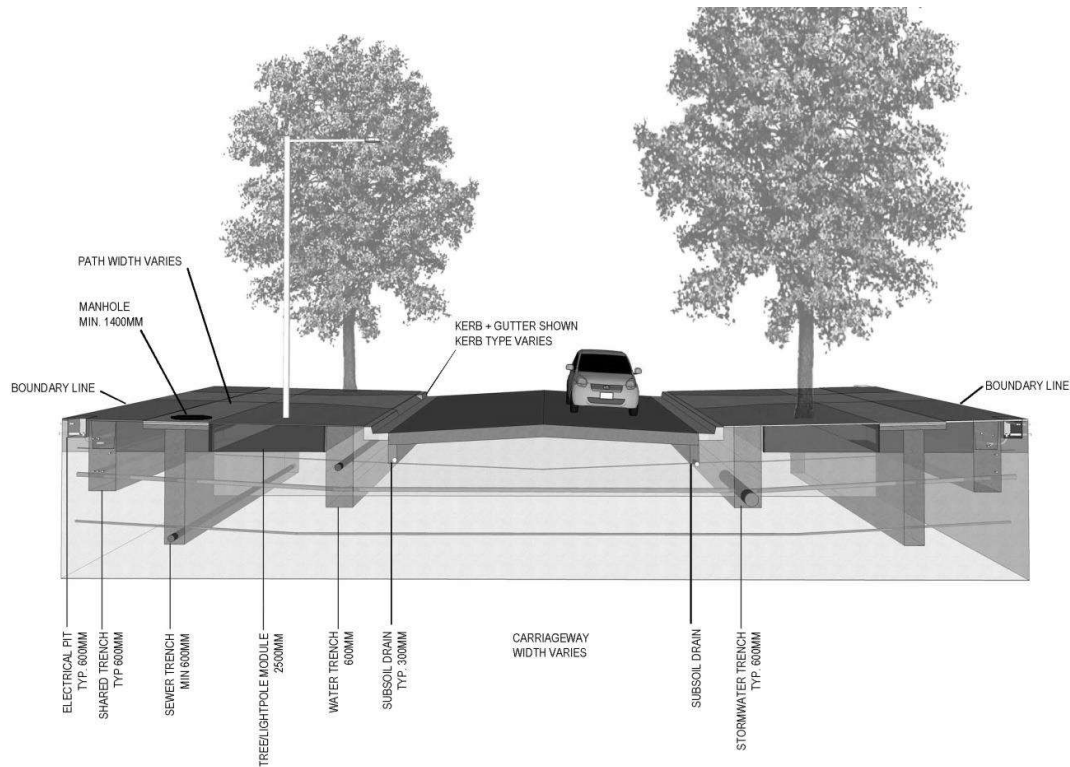 PATH WIDTH VARIES
MANHOLE
MIN. 1400MM
KERB + GUTTER SHOWN
KERB TYPE VARIES
BOUNDARY LINE
BOUNDARY LINE
ELECTRICAL PIT
TYP. 600MM
SHARED TRENCH
TYP 600MM
SEWER TRENCH
MIN 600MM
TREE/LIGHTPOLE MODULE
2500MM
WATER TRENCH
600MM
SUBSOIL DRAIN
TYP. 300MM
CARRIAGEWAY
WIDTH VARIES
SUBSOIL DRAIN
STORMWATER TRENCH
TYP. 600MM